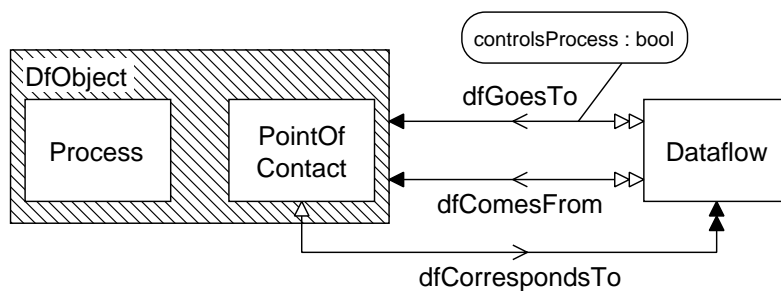 controlsProcess : bool
DfObject
dfGoesTo
Process
PointOf
Contact
Dataflow
dfComesFrom
dfCorrespondsTo